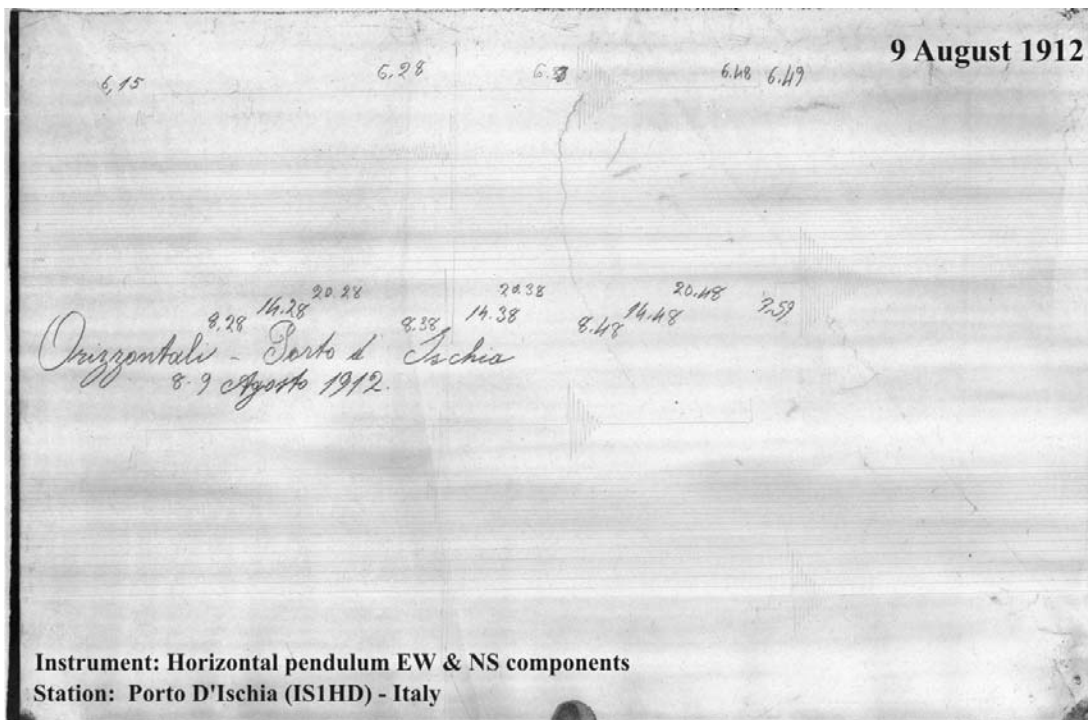 9 August 1912
6,15 6.28 6.48 6.49
20.28 20.38 20.48
14.28 14.38 14.48 7.59
8.28 8.38 8.48
Orizzontali - Porto d Ischia
8. 9 Agosto 1912.
Instrument: Horizontal pendulum EW & NS components
Station: Porto D'Ischia (IS1HD) - Italy